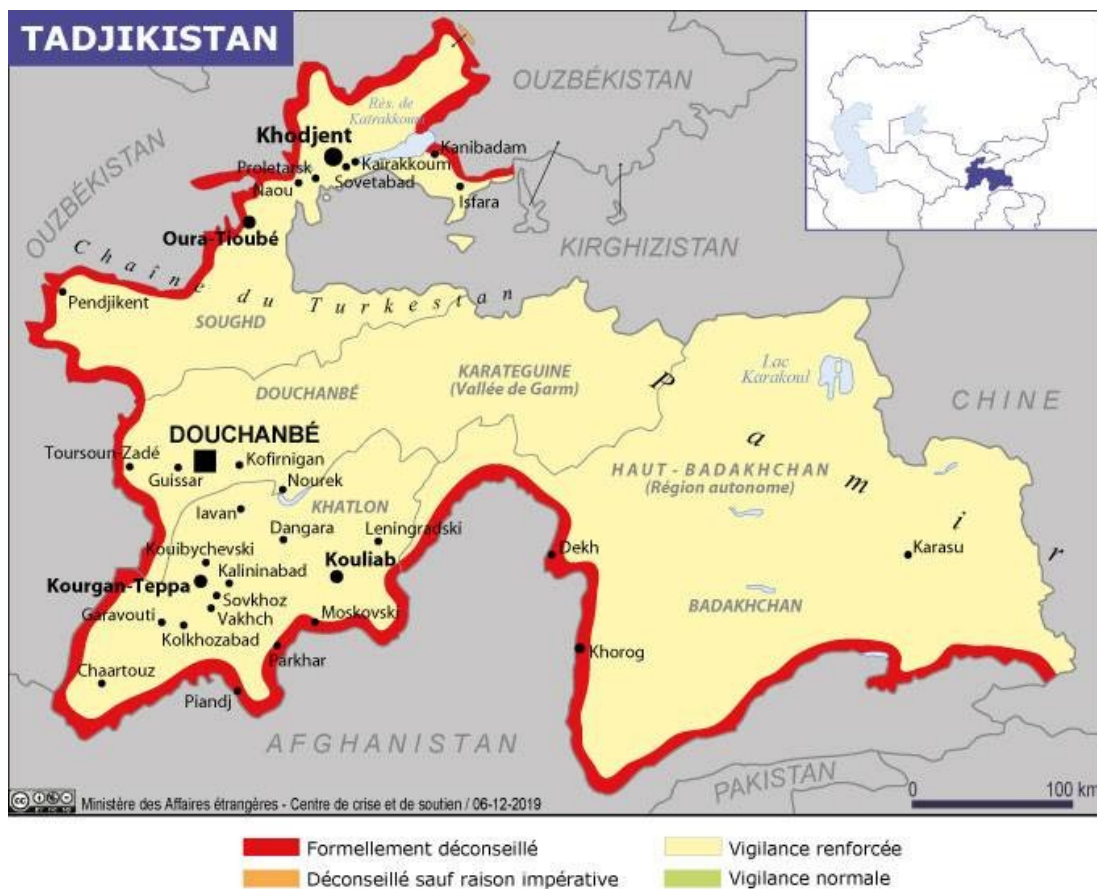 TADJIKISTAN
OUZBÉKISTAN
Rés. de
Kaïrakkoum
OUZBÉKISTAN
Khodjent
Kanibadam
Proletarsk
Kaïrakkoum
Naou
Sovetabad
Isfara
Oura-Tioubé
KIRGHIZISTAN
Chaîne du Turkestan
Pendjikent
SOUGHD
Lac
Karakoul
KARATEGUINE
(Vallée de Garm)
DOUCHANBÉ
Pamir
CHINE
DOUCHANBÉ
Toursoun-Zadé
Kofirnigan
Guissar
HAUT-BADAKHCHAN
(Région autonome)
Nourek
KHATLON
Iavan
Dangara
Leningradski
Kouibychevski
Kouliab
Dekh
Karasu
Kourgan-Teppa
Kalininabad
Sovkhoz
BADAKHCHAN
Garavouti
Vakhch
Moskovski
Kolkhozabad
Parkhar
Khorog
Chaartouz
Piandj
AFGHANISTAN
PAKISTAN
0 100 km
Ministère des Affaires étrangères - Centre de crise et de soutien / 06-12-2019
Formellement déconseillé
Vigilance renforcée
Déconseillé sauf raison impérative
Vigilance normale